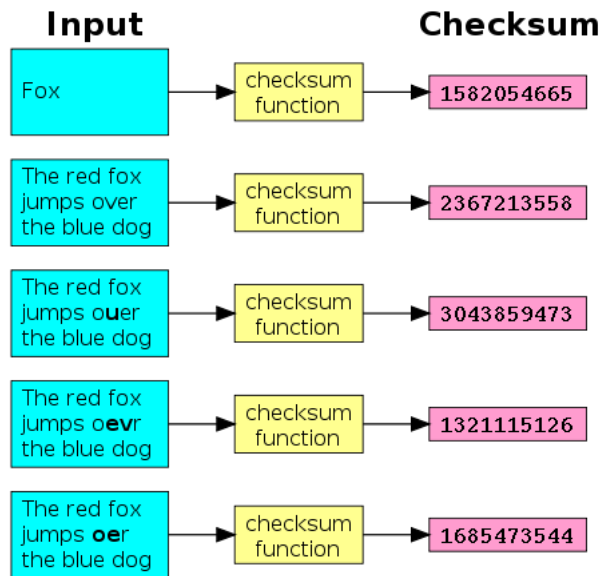 Input
Checksum
Fox
checksum
function
1582054665
The red fox
jumps over
the blue dog
checksum
function
2367213558
The red fox
jumps ouer
the blue dog
checksum
function
3043859473
The red fox
jumps oevr
the blue dog
checksum
function
1321115126
The red fox
jumps oer
the blue dog
checksum
function
1685473544